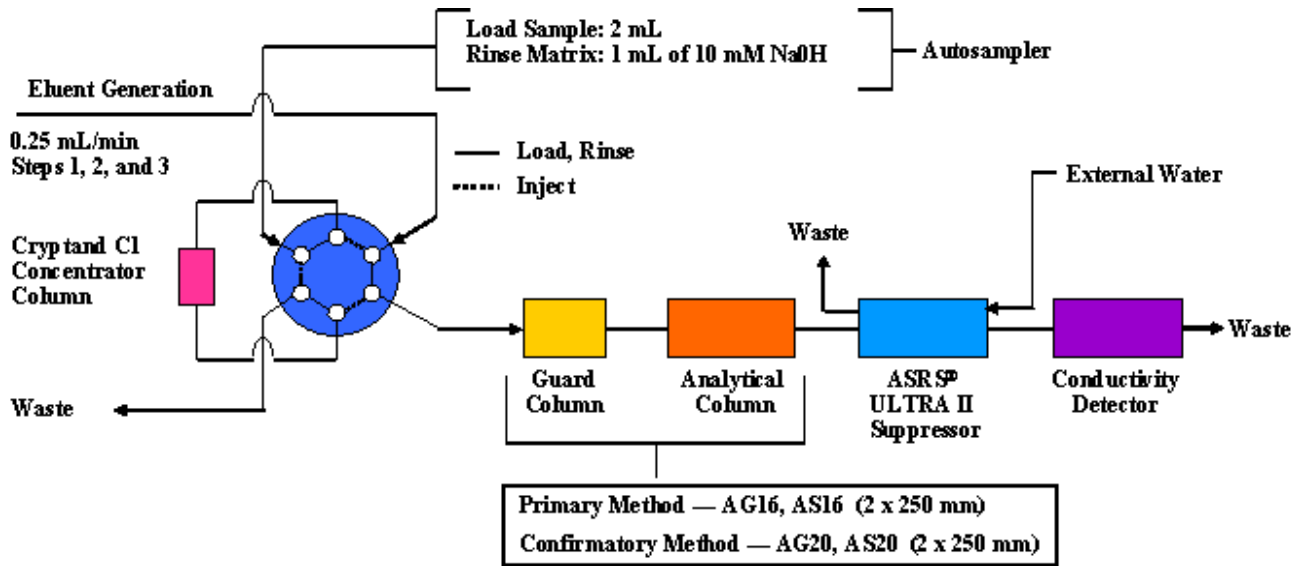 Load Sample: 2 mL
Rinse Matrix: 1 mL of 10 mM Na0H
Autosampler
Eluent Generation
0.25 mL/min
Steps 1, 2, and 3
Load, Rinse
Inject
External Water
Cryptand C1
Concentrator
Column
Waste
Waste
Waste
Guard
Column
Analytical
Column
ASRS®
ULTRA II
Suppressor
Conductivity
Detector
Primary Method — AG16, AS16 (2 x 250 mm)
Confirmatory Method — AG20, AS20 (2 x 250 mm)